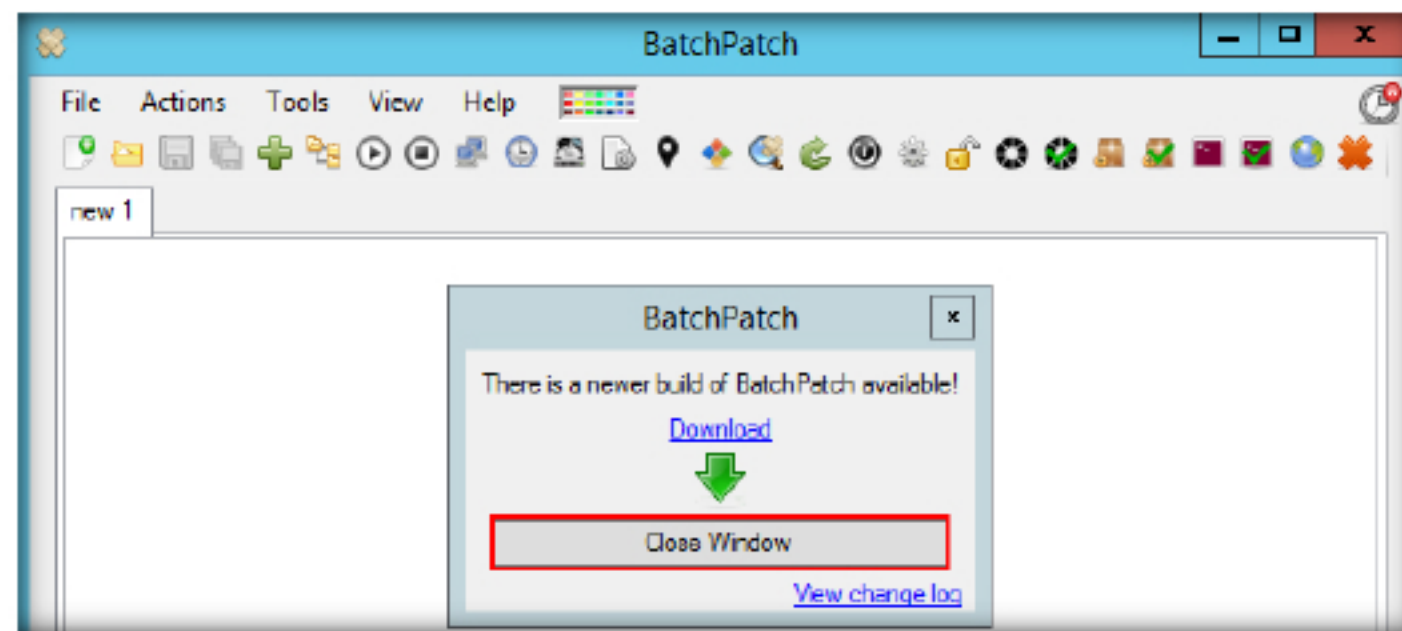 BatchPatch
File Actions Tools View Help
new 1
BatchPatch
There is a newer build of BatchPatch available!
Download
Close Window
View change log